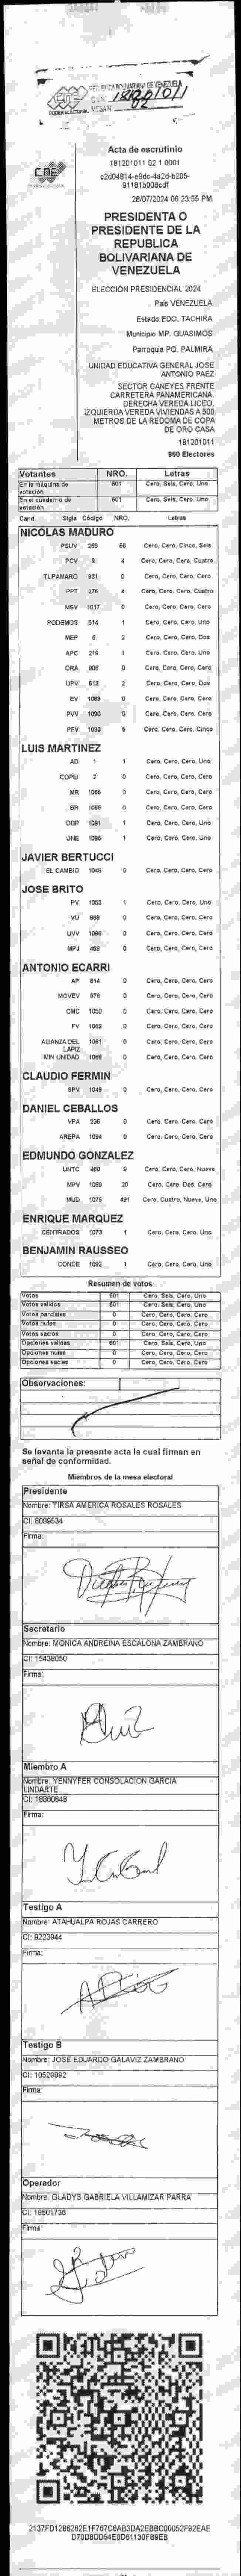 REPUBLICA BOLIVARIANA DE VENEZUELA
CNE
PODER ELECTORAL
MESA Nº
02
CNE
Acta de escrutinio
181201011 02 1 0001
28/07/2024 06:23:55 PM
PRESIDENTA O
PRESIDENTE DE LA
REPUBLICA
BOLIVARIANA DE
VENEZUELA
ELECCIÓN PRESIDENCIAL 2024
Pais VENEZUELA
Estado EDO. TACHIRA
Municipio MP. GUASIMOS
Parroquia PQ. PALMIRA
UNIDAD EDUCATIVA GENERAL JOSE
ANTONIO PAEZ
SECTOR CANEYES FRENTE
CARRETERA PANAMERICANA.
DERECHA VEREDA LICEO.
IZQUIERDA VEREDA VIVIENDAS A 500
METROS DE LA REDOMA DE COPA
DE ORO CASA
181201011
960 Electores
Votantes NRO. Letras
En la máquina de votación 601 Cero, Seis, Cero, Uno
En el cuaderno de votación 601 Cero, Seis, Cero, Uno
Cand. Sigla Código NRO. Letras
NICOLAS MADURO
PSUV 269 56 Cero, Cero, Cinco, Seis
PCV 4 Cero, Cero, Cero, Cuatro
TUPAMARO 931 0 Cero, Cero, Cero, Cero
PPT 276 4 Cero, Cero, Cero, Cuatro
MSV 1017 0 Cero, Cero, Cero, Cero
PODEMOS 514 1 Cero, Cero, Cero, Uno
MEP 6 2 Cero, Cero, Cero, Dos
APC 219 1 Cero, Cero, Cero, Uno
ORA 906 0 Cero, Cero, Cero, Cero
UPV 613 2 Cero, Cero, Cero, Dos
EV 1089 0 Cero, Cero, Cero, Cero
PVV 1090 0 Cero, Cero, Cero, Cero
PFV 1093 5 Cero, Cero, Cero, Cinco
LUIS MARTINEZ
AD 1 1 Cero, Cero, Cero, Uno
COPEI 2 0 Cero, Cero, Cero, Cero
MR 1065 0 Cero, Cero, Cero, Cero
BR 1066 0 Cero, Cero, Cero, Cero
DDP 1091 1 Cero, Cero, Cero, Uno
UNE 1095 1 Cero, Cero, Cero, Uno
JAVIER BERTUCCI
EL CAMBIO 1045 0 Cero, Cero, Cero, Cero
JOSE BRITO
PV 1053 1 Cero, Cero, Cero, Uno
VU 888 0 Cero, Cero, Cero, Cero
UVV 1096 0 Cero, Cero, Cero, Cero
MPJ 458 0 Cero, Cero, Cero, Cero
ANTONIO ECARRI
AP 814 0 Cero, Cero, Cero, Cero
MOVEV 876 0 Cero, Cero, Cero, Cero
CMC 1050 0 Cero, Cero, Cero, Cero
FV 1052 0 Cero, Cero, Cero, Cero
ALIANZA DEL LAPIZ 1061 0 Cero, Cero, Cero, Cero
MIN UNIDAD 1068 0 Cero, Cero, Cero, Cero
CLAUDIO FERMIN
SPV 1049 0 Cero, Cero, Cero, Cero
DANIEL CEBALLOS
VPA 236 0 Cero, Cero, Cero, Cero
AREPA 1094 0 Cero, Cero, Cero, Cero
EDMUNDO GONZALEZ
UNTC 460 9 Cero, Cero, Cero, Nueve
MPV 1069 20 Cero, Cero, Dos, Cero
MUD 1075 491 Cero, Cuatro, Nueve, Uno
ENRIQUE MARQUEZ
CENTRADOS 1073 1 Cero, Cero, Cero, Uno
BENJAMIN RAUSSEO
CONDE 1092 1 Cero, Cero, Cero, Uno
Resumen de votos
Votos 601 Cero, Seis, Cero, Uno
Votos validos 601 Cero, Seis, Cero, Uno
Votos parciales 0 Cero, Cero, Cero, Cero
Votos nulos 0 Cero, Cero, Cero, Cero
Votos vacios 0 Cero, Cero, Cero, Cero
Opciones validas 601 Cero, Seis, Cero, Uno
Opciones nulas 0 Cero, Cero, Cero, Cero
Opciones vacias 0 Cero, Cero, Cero, Cero
Observaciones:
Se levanta la presente acta la cual firman en
señal de conformidad.
Miembros de la mesa electoral
Presidente
Nombre: TIRSA AMERICA ROSALES ROSALES
CI: 8099534
Firma:
Secretario
Nombre: MONICA ANDREINA ESCALONA ZAMBRANO
CI: 15438050
Firma:
Miembro A
Nombre: YENNYFER CONSOLACION GARCIA
LINDARTE
CI: 18860848
Firma:
Testigo A
Nombre: ATAHUALPA ROJAS CARRERO
CI: 9223944
Firma:
Testigo B
Nombre: JOSE EDUARDO GALAVIZ ZAMBRANO
CI: 10529992
Firma:
Operador
Nombre: GLADYS GABRIELA VILLAMIZAR PARRA
CI: 19501736
Firma: